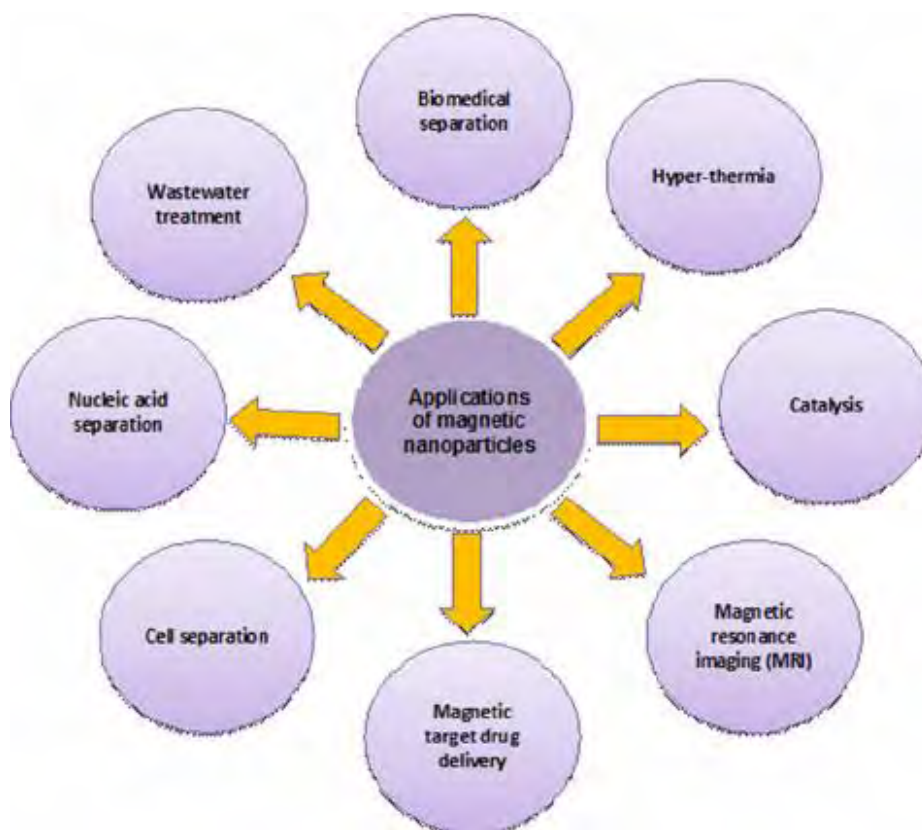 Biomedical
separation
Hyper-thermia
Wastewater
treatment
Applications
of magnetic
nanoparticles
Nucleic acid
separation
Catalysis
Cell separation
Magnetic
resonance
imaging (MRI)
Magnetic
target drug
delivery